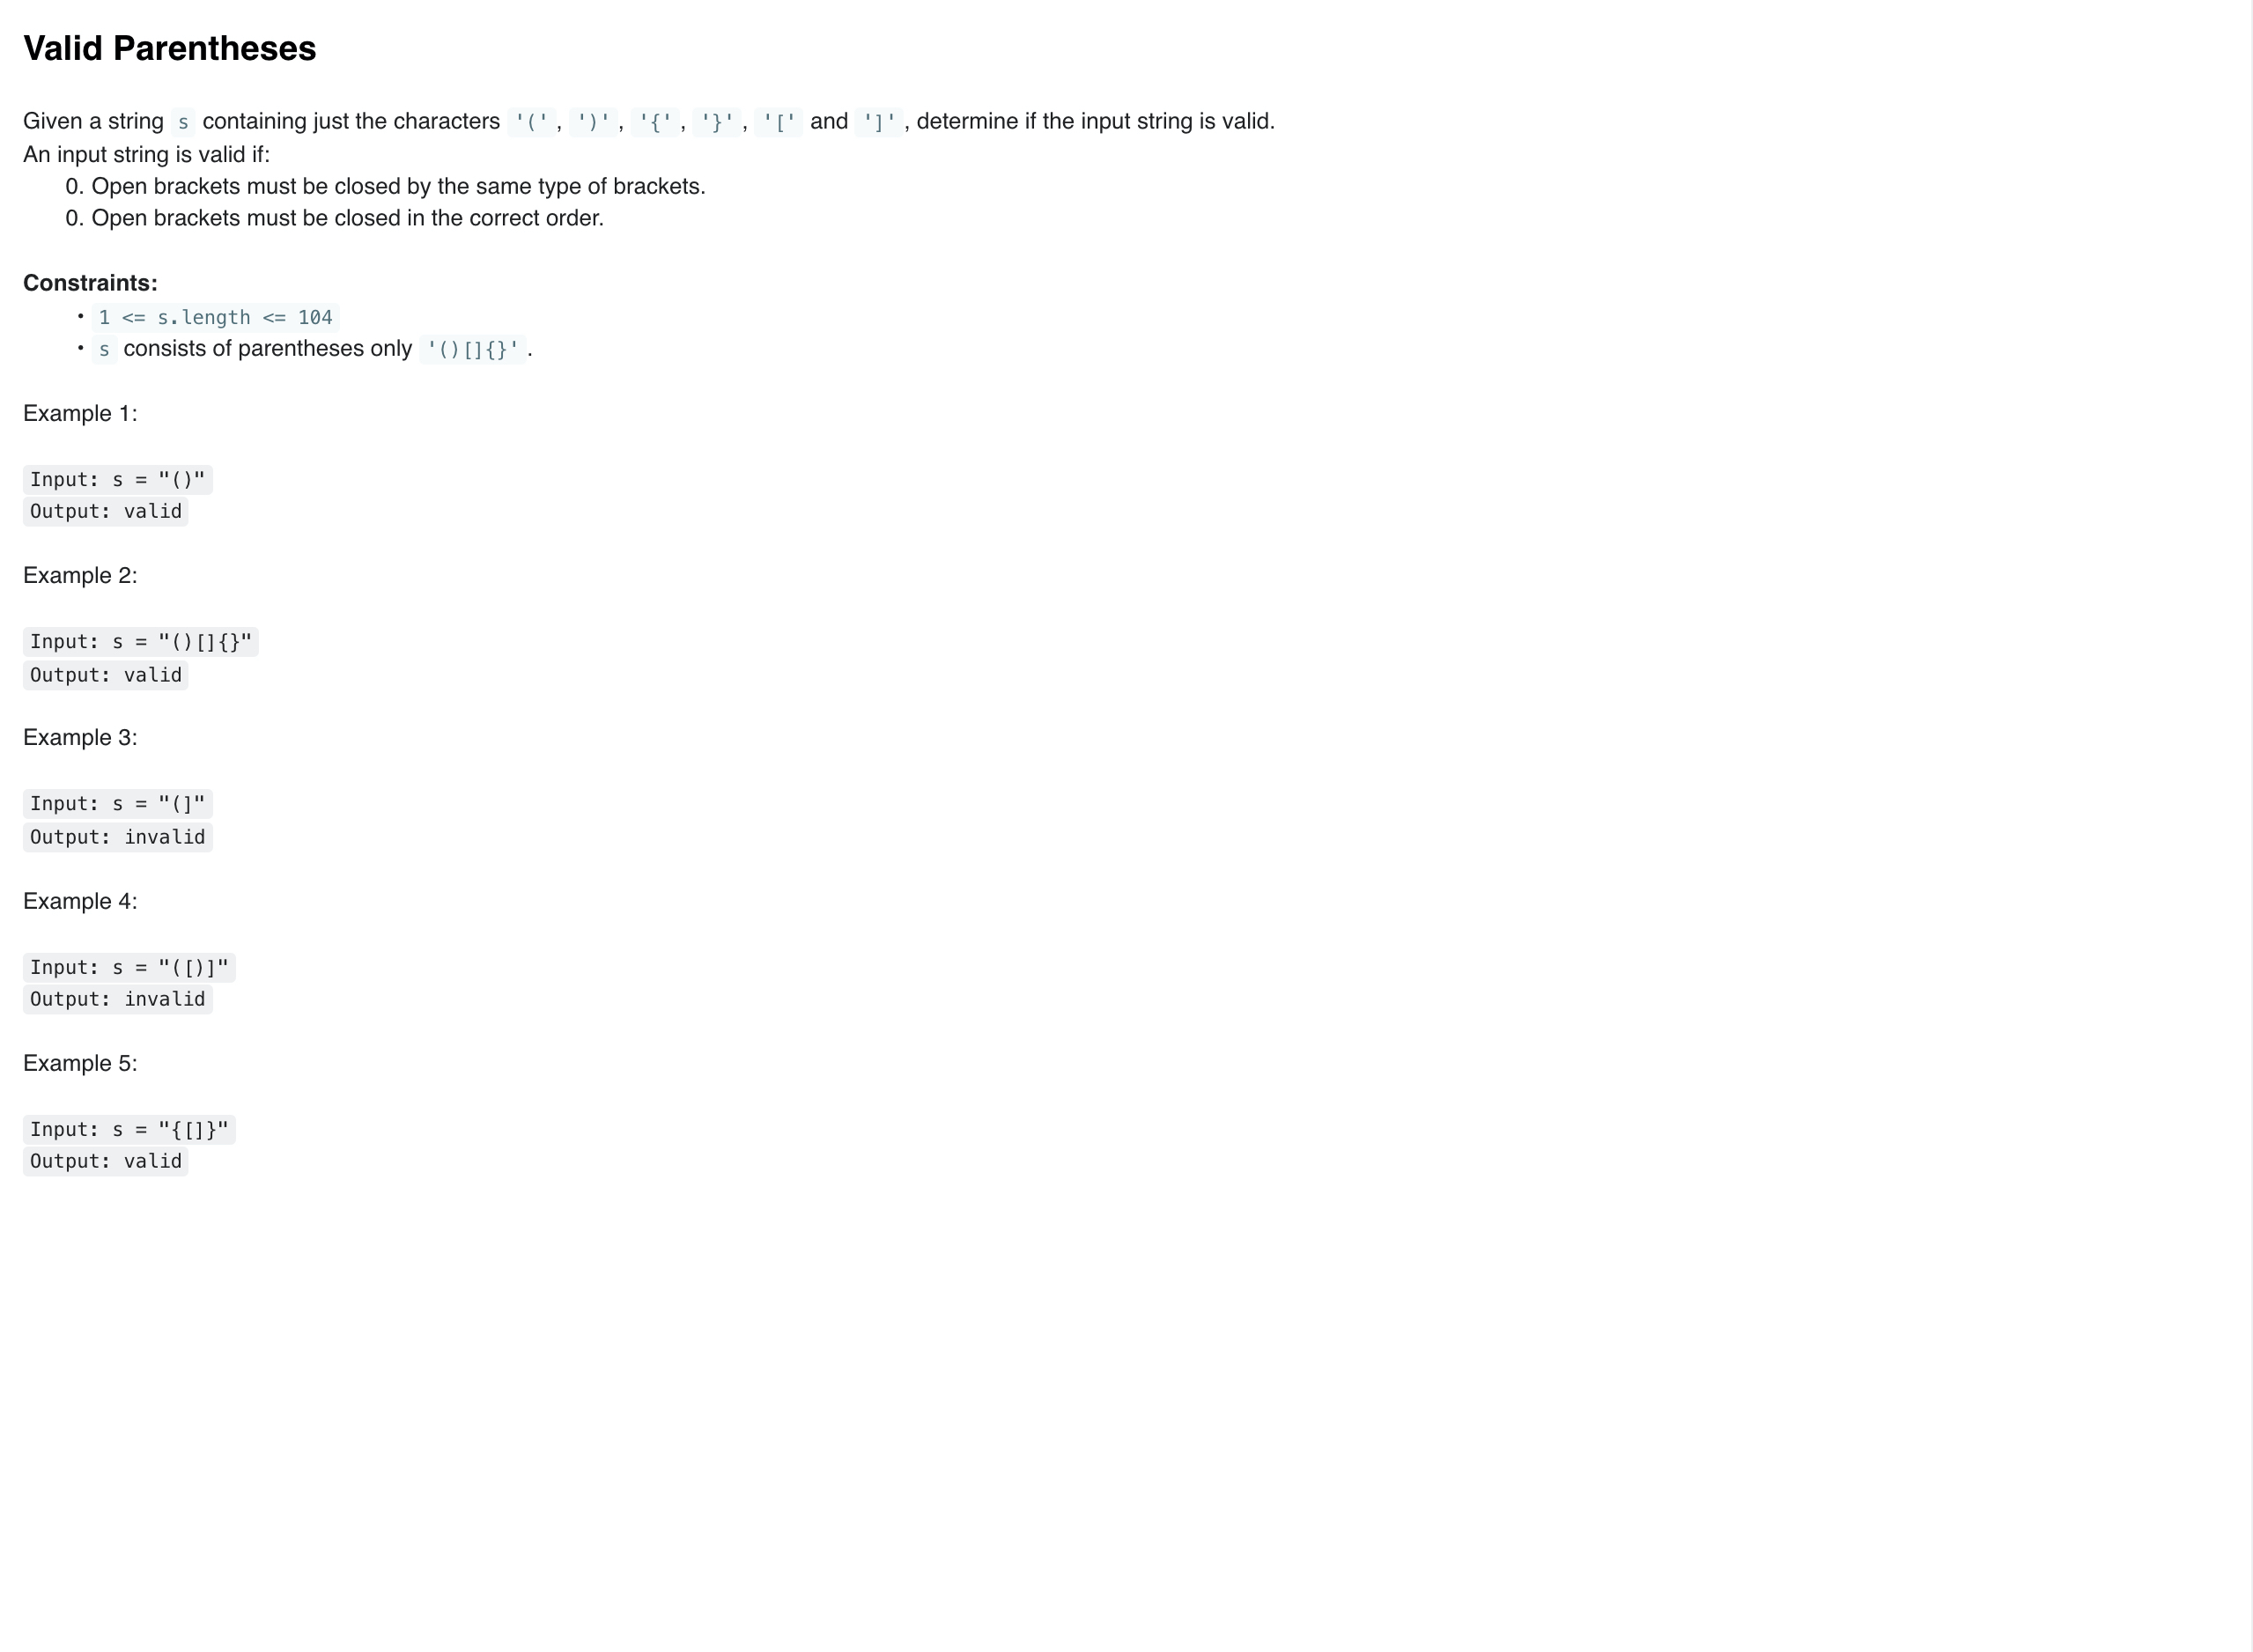 Valid Parentheses
Given a string s containing just the characters '(', ')', '{', '}', '[' and ']', determine if the input string is valid.
An input string is valid if:
0. Open brackets must be closed by the same type of brackets.
0. Open brackets must be closed in the correct order.
Constraints:
• 1 <= s.length <= 104
• s consists of parentheses only '()[]{}'.
Example 1:
Input: s = "()"
Output: valid
Example 2:
Input: s = "()[]{}"
Output: valid
Example 3:
Input: s = "(]"
Output: invalid
Example 4:
Input: s = "([)]"
Output: invalid
Example 5:
Input: s = "{[]}"
Output: valid